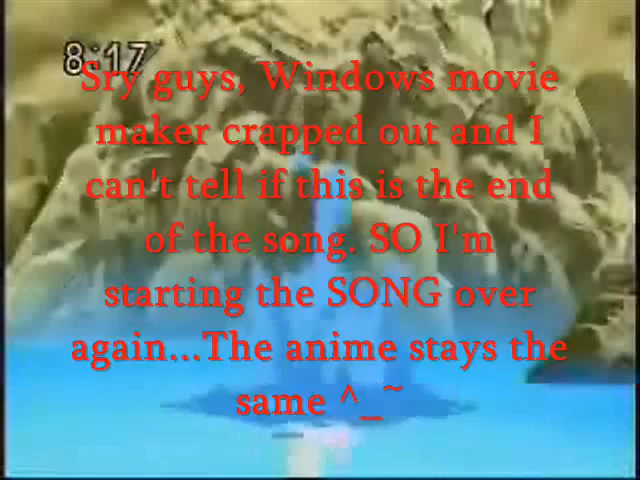 8:17
Sry guys, Windows movie
maker crapped out and I
can't tell if this is the end
of the song. SO I'm
starting the SONG over
again...The anime stays the
same ^_~